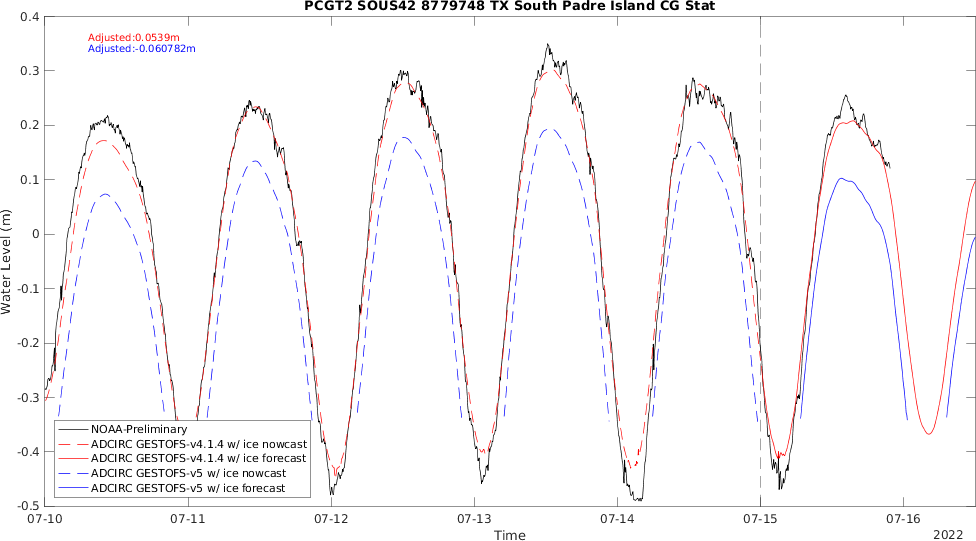 PCGT2 SOUS42 8779748 TX South Padre Island CG Stat
Adjusted:0.0539m
Adjusted:-0.060782m
0.4
0.3
0.2
0.1
0
-0.1
-0.2
-0.3
-0.4
-0.5
Water Level (m)
NOAA-Preliminary
ADCIRC GESTOFS-v4.1.4 w/ ice nowcast
ADCIRC GESTOFS-v4.1.4 w/ ice forecast
ADCIRC GESTOFS-v5 w/ ice nowcast
ADCIRC GESTOFS-v5 w/ ice forecast
07-10 07-11 07-12 07-13 07-14 07-15 07-16
Time
2022